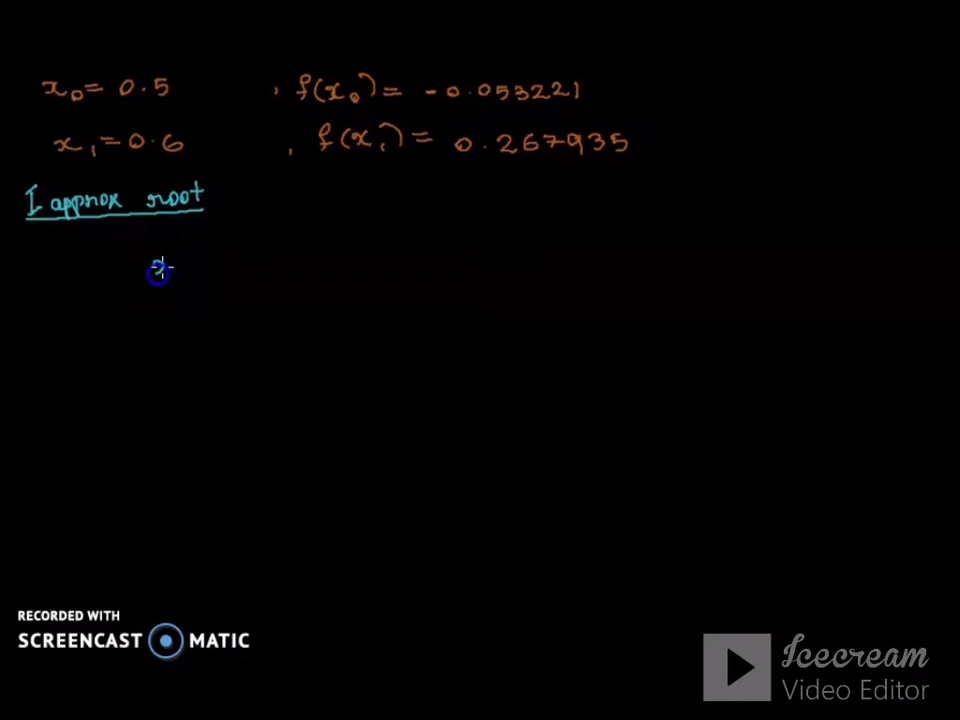 x₀ = 0.5 , f(x₀) = -0.053221
x₁ = 0.6 , f(x₁) = 0.267935
I approx root
RECORDED WITH
SCREENCAST MATIC
Icecream
Video Editor